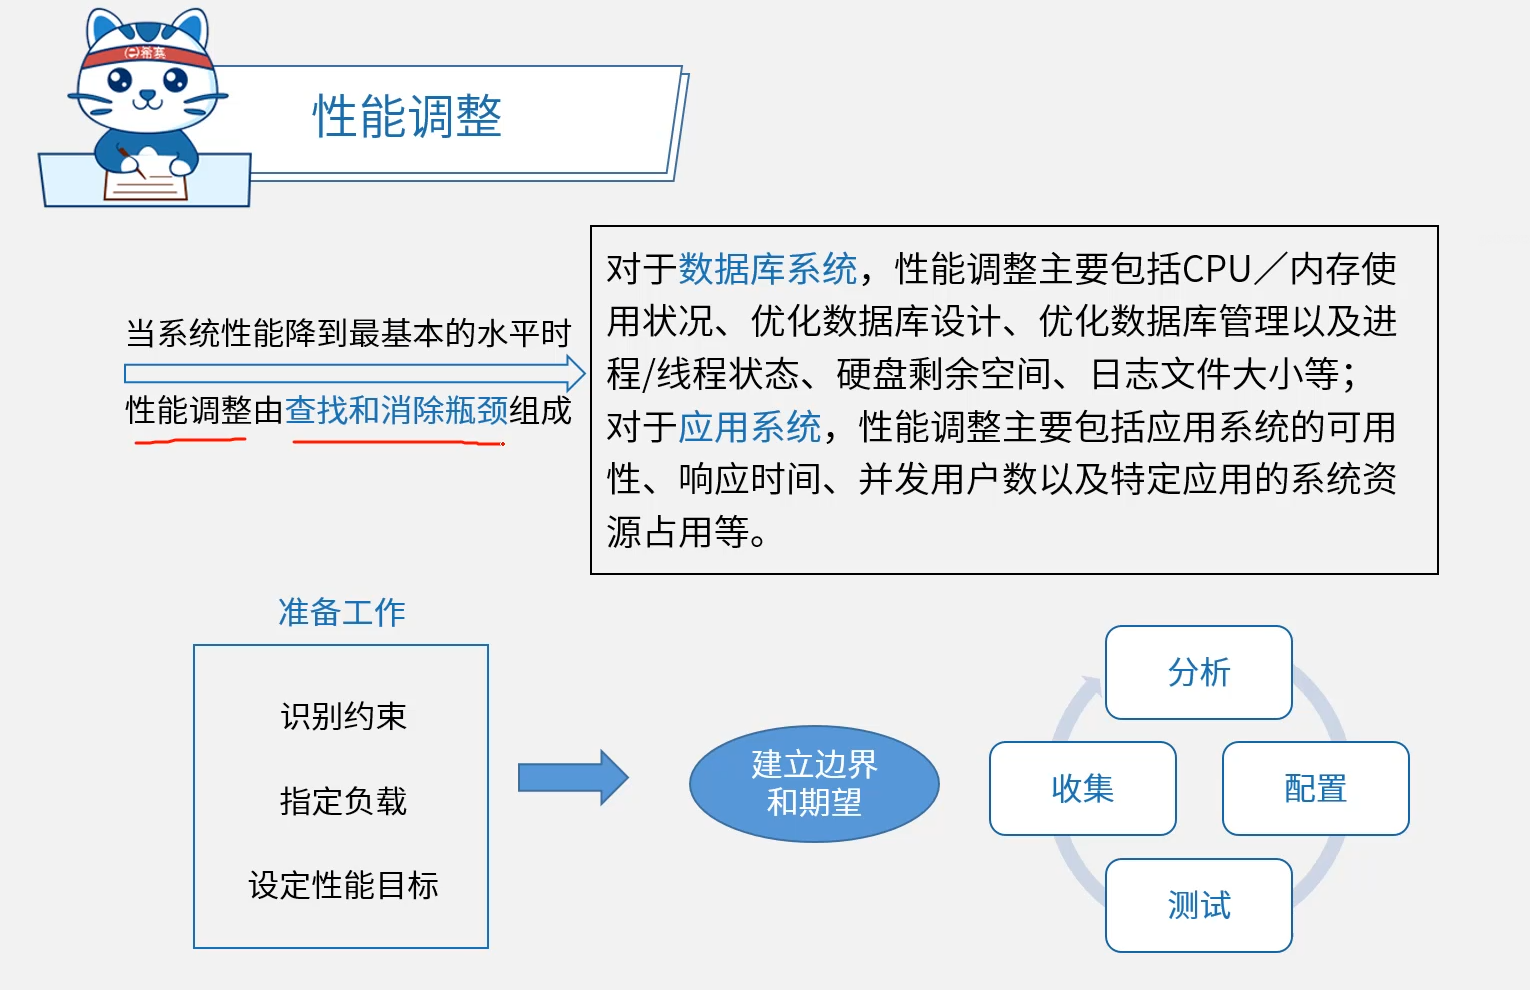 希赛
性能调整
当系统性能降到最基本的水平时
性能调整由查找和消除瓶颈组成
对于数据库系统，性能调整主要包括CPU／内存使
用状况、优化数据库设计、优化数据库管理以及进
程/线程状态、硬盘剩余空间、日志文件大小等；
对于应用系统，性能调整主要包括应用系统的可用
性、响应时间、并发用户数以及特定应用的系统资
源占用等。
准备工作
识别约束
指定负载
设定性能目标
建立边界
和期望
分析
收集
配置
测试